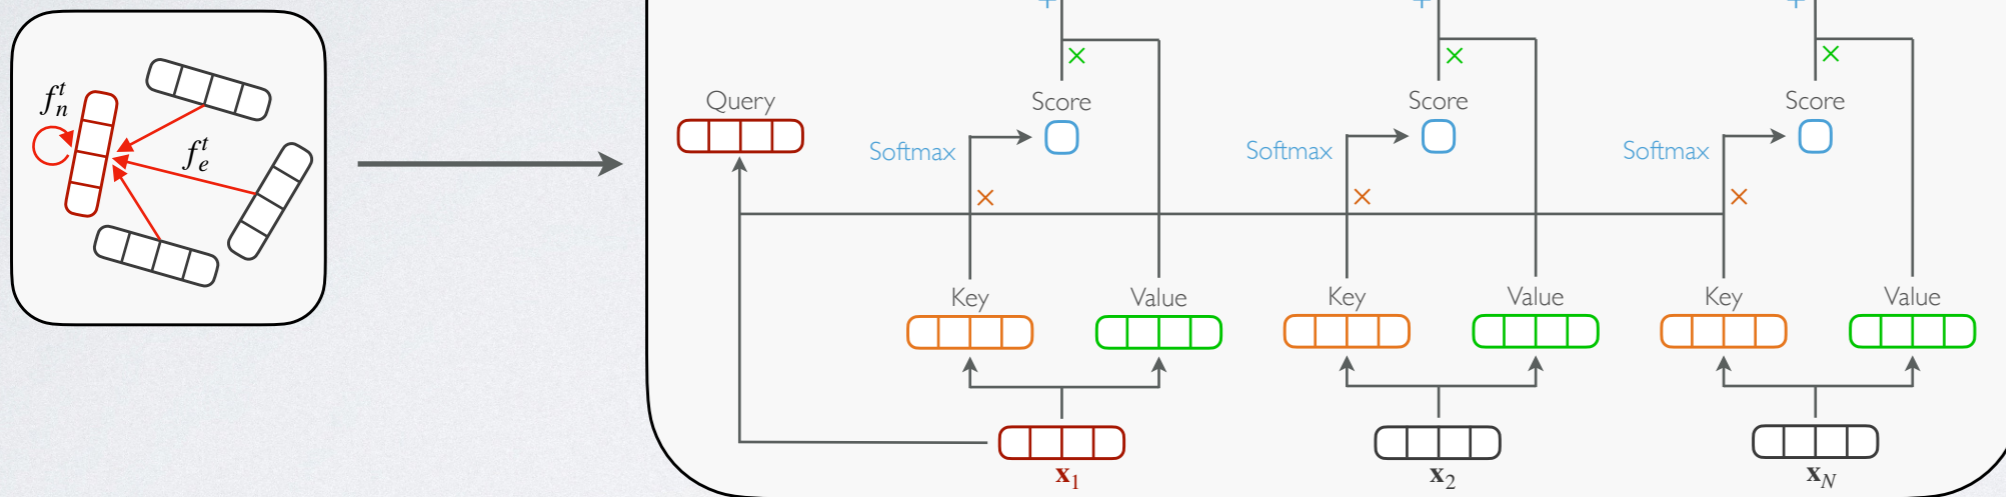 + + +
× × ×
Query Score Score Score
f_n^t
Softmax Softmax Softmax
f_e^t
× × ×
Key Value Key Value Key Value
x_1 x_2 x_N